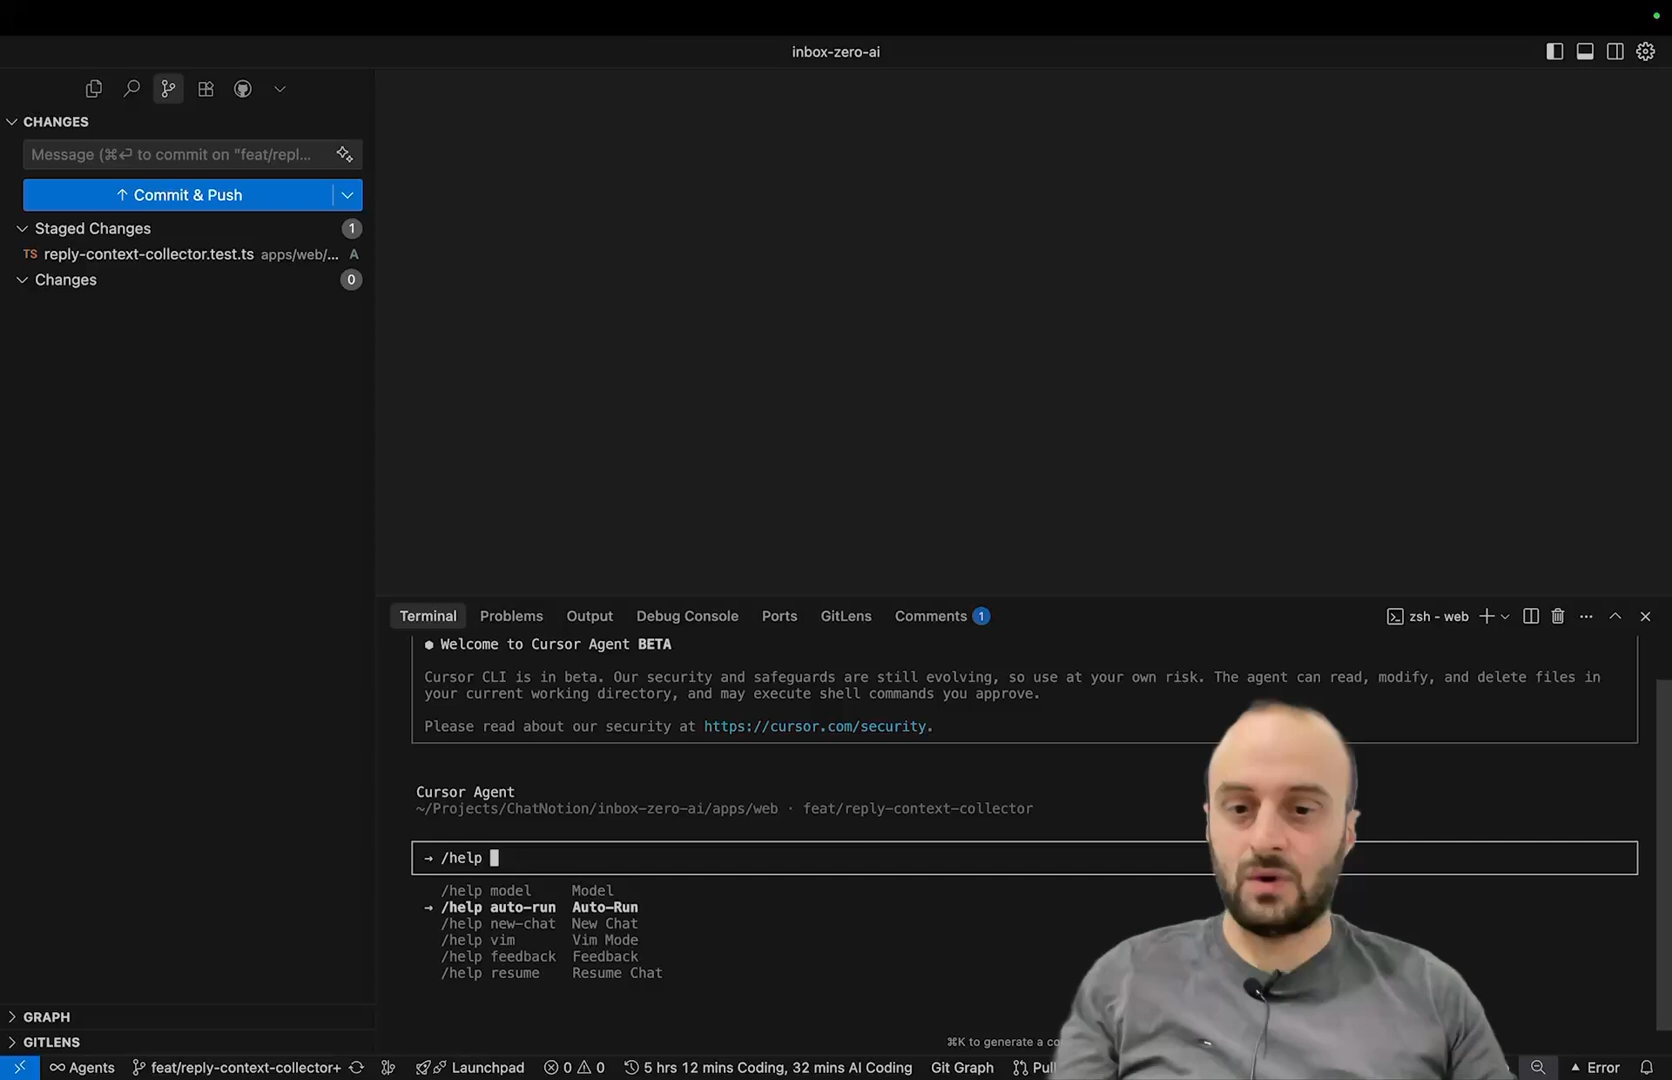 inbox-zero-ai
CHANGES
Message (⌘⏎ to commit on "feat/repl...
↑ Commit & Push
Staged Changes 1
TS reply-context-collector.test.ts apps/web/... A
Changes 0
Terminal Problems Output Debug Console Ports GitLens Comments 1 zsh - web
Welcome to Cursor Agent BETA
Cursor CLI is in beta. Our security and safeguards are still evolving, so use at your own risk. The agent can read, modify, and delete files in
your current working directory, and may execute shell commands you approve.
Please read about our security at https://cursor.com/security.
Cursor Agent
~/Projects/ChatNotion/inbox-zero-ai/apps/web · feat/reply-context-collector
→ /help
/help model Model
→ /help auto-run Auto-Run
/help new-chat New Chat
/help vim Vim Mode
/help feedback Feedback
/help resume Resume Chat
GRAPH
GITLENS
⌘K to generate a co
Agents feat/reply-context-collector+ Launchpad 0 0 5 hrs 12 mins Coding, 32 mins AI Coding Git Graph Pul Error